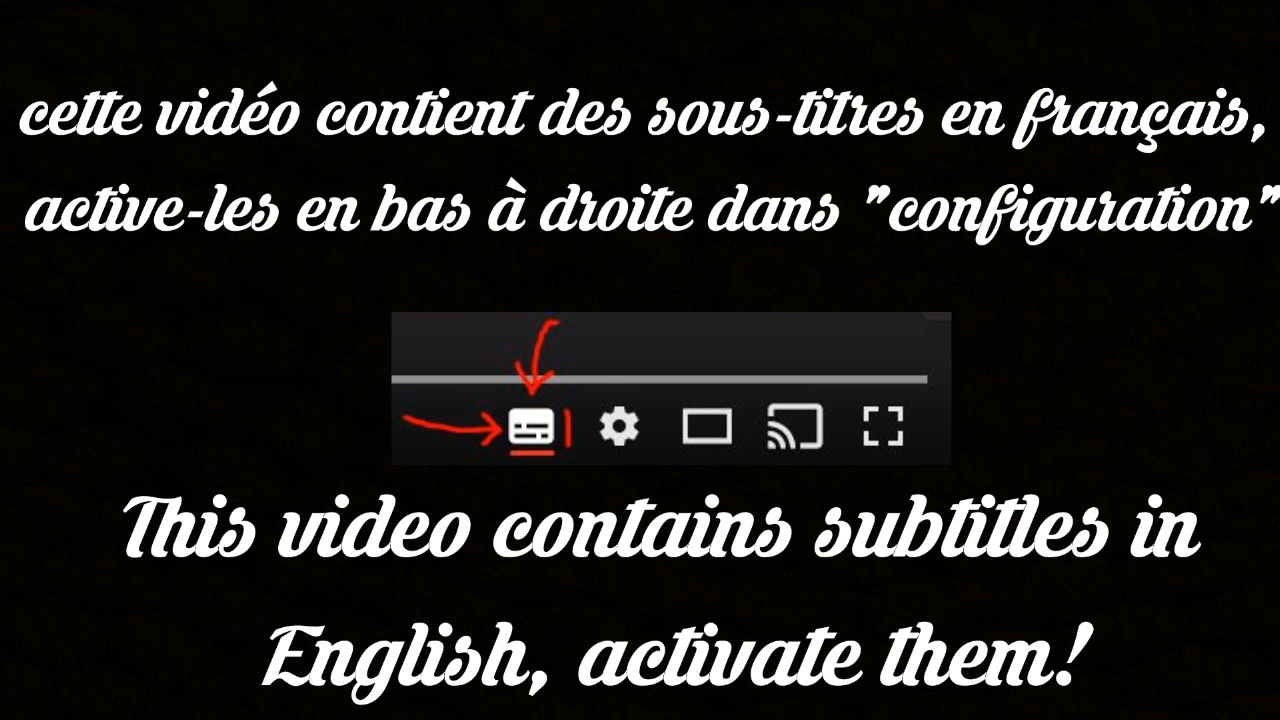 cette vidéo contient des sous-titres en français,
active-les en bas à droite dans "configuration"
This video contains subtitles in
English, activate them!